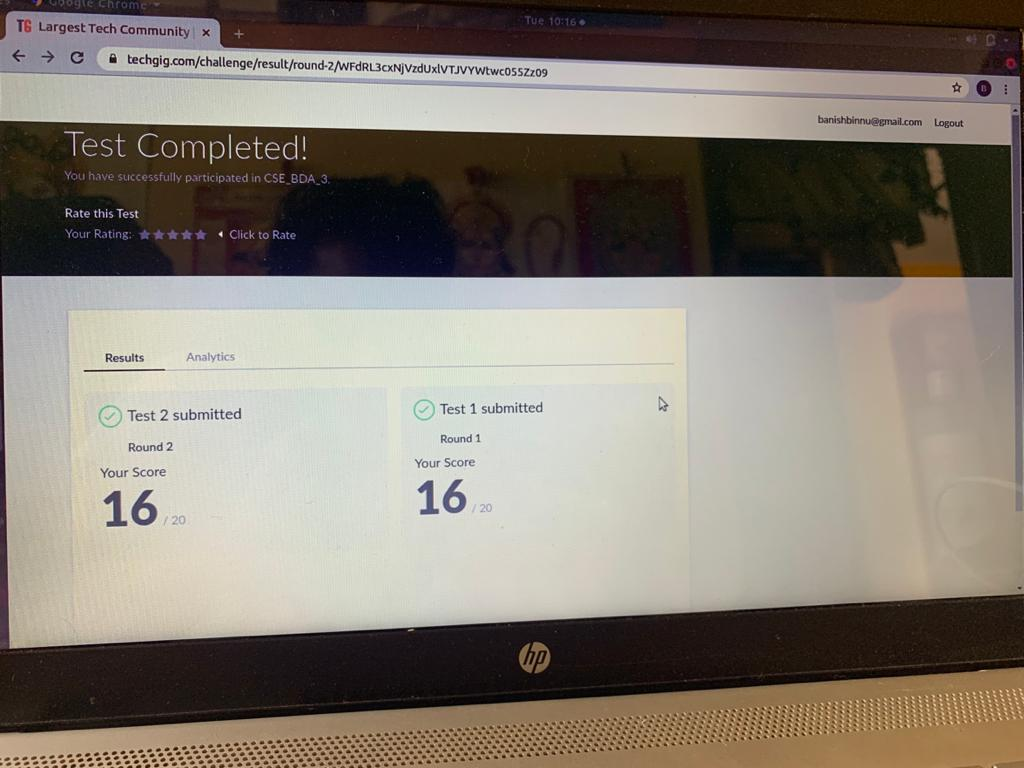 Google Chrome
Tue 10:16
TG Largest Tech Community
techgig.com/challenge/result/round-2/WFdRL3cxNjVzdUxlVTJVYWtwc055Zz09
B
banishbinnu@gmail.com Logout
Test Completed!
You have successfully participated in CSE_BDA_3.
Rate this Test
Your Rating: Click to Rate
Results Analytics
Test 2 submitted
Round 2
Your Score
16 / 20
Test 1 submitted
Round 1
Your Score
16 / 20
hp